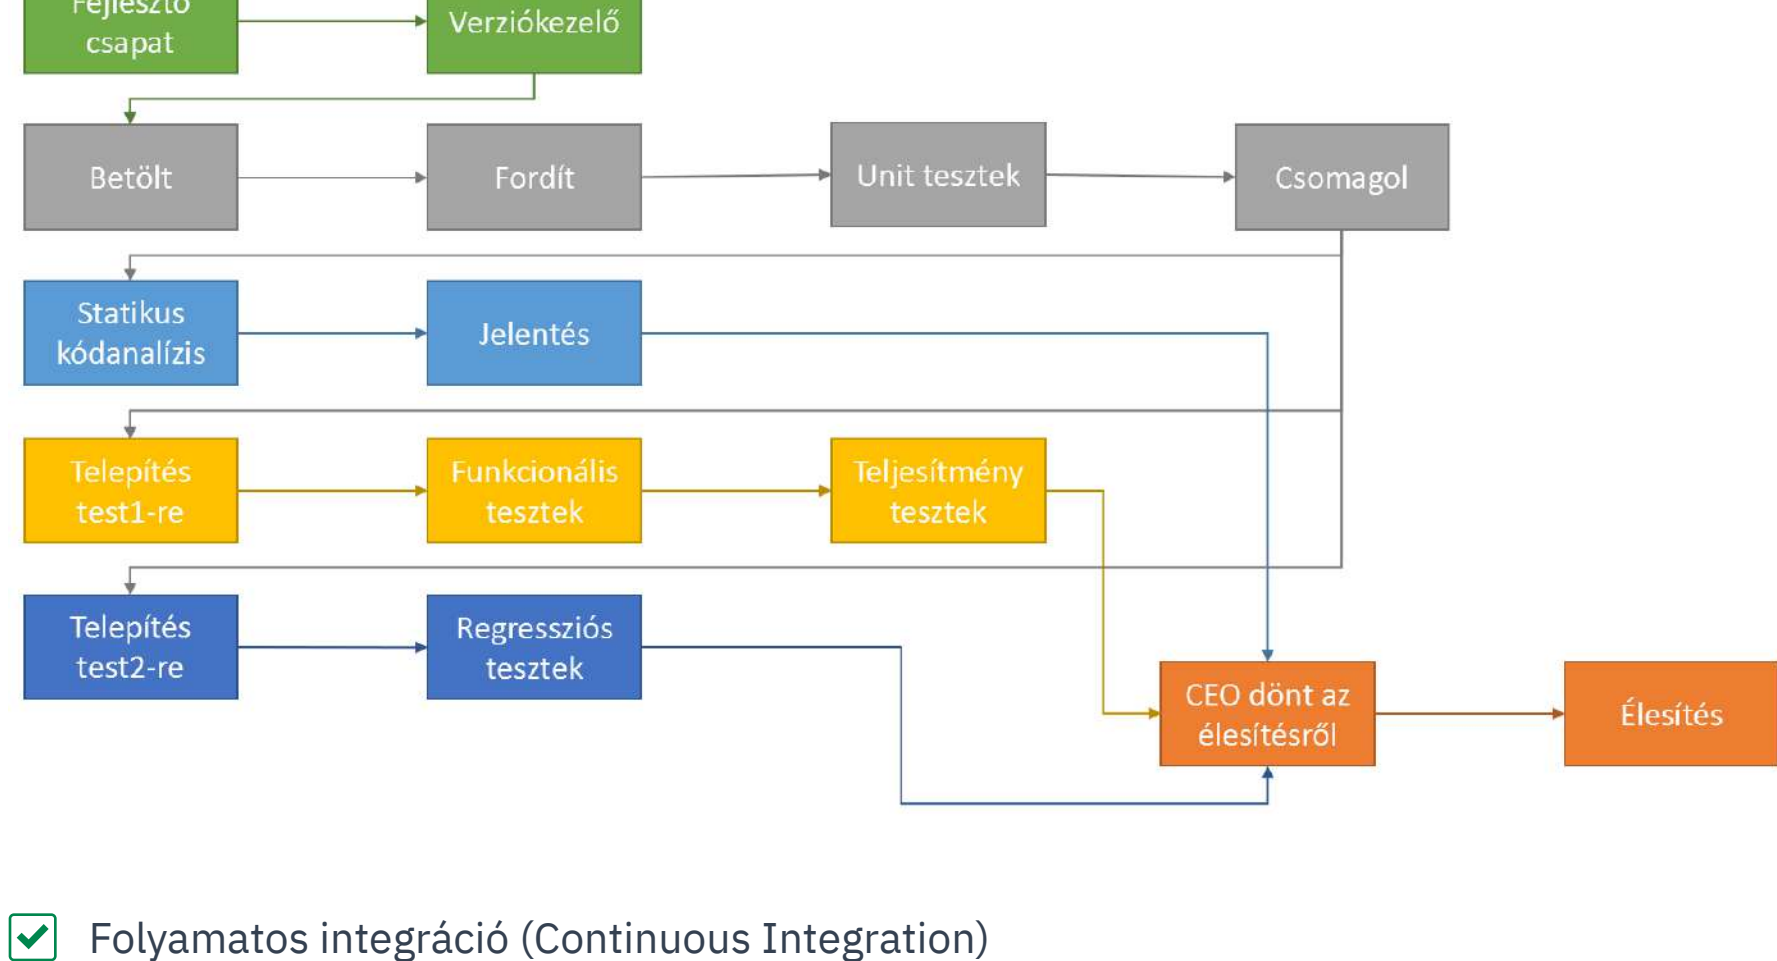 Fejlesztő
csapat
Verziókezelő
Betölt
Fordít
Unit tesztek
Csomagol
Statikus
kódanalízis
Jelentés
Telepítés
test1-re
Funkcionális
tesztek
Teljesítmény
tesztek
Telepítés
test2-re
Regressziós
tesztek
CEO dönt az
élesítésről
Élesítés
Folyamatos integráció (Continuous Integration)